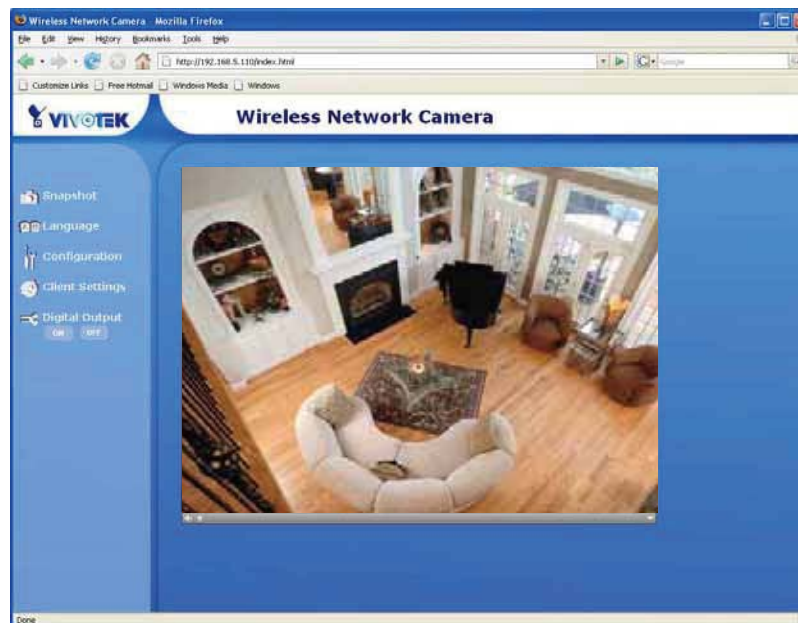 Wireless Network Camera - Mozilla Firefox
File Edit View History Bookmarks Tools Help
http://192.168.5.110/index.html
Google
Customize Links Free Hotmail Windows Media Windows
VIVOTEK
Wireless Network Camera
Snapshot
Language
Configuration
Client Settings
Digital Output
ON OFF
Done